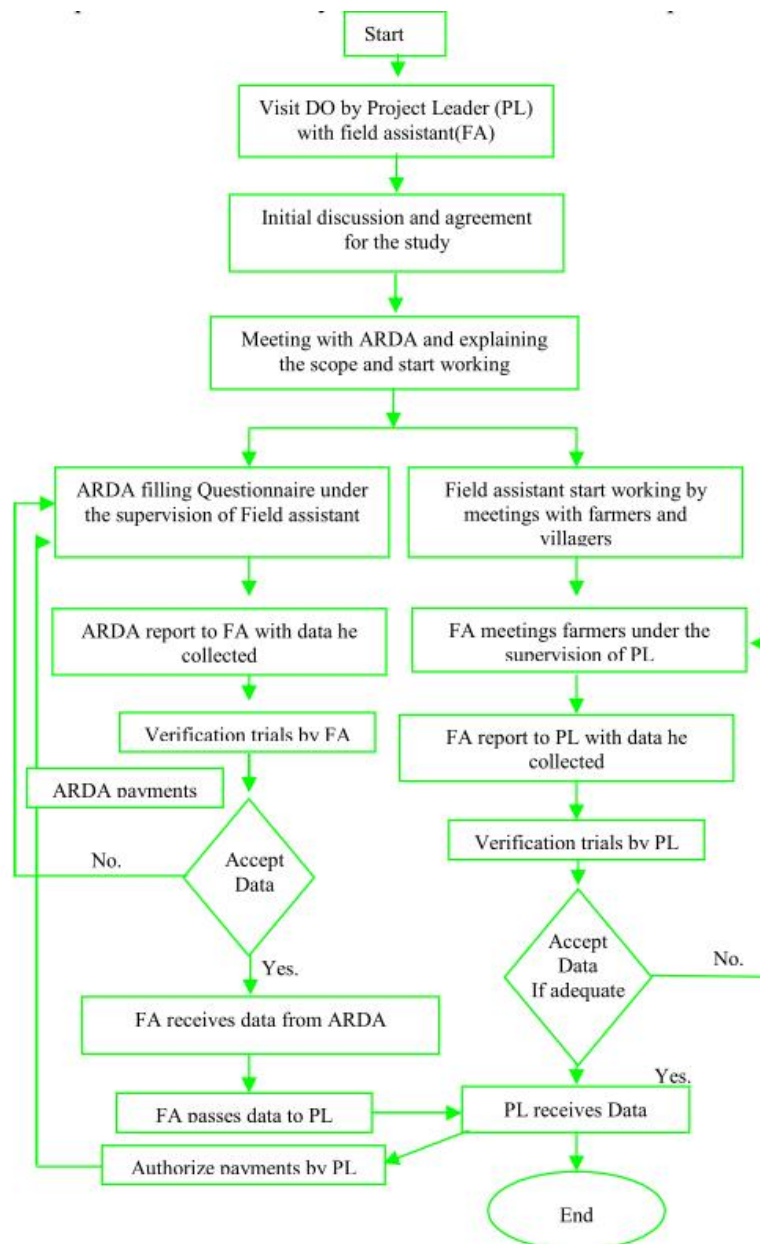 Start
Visit DO by Project Leader (PL)
with field assistant(FA)
Initial discussion and agreement
for the study
Meeting with ARDA and explaining
the scope and start working
ARDA filling Questionnaire under
the supervision of Field assistant
Field assistant start working by
meetings with farmers and
villagers
ARDA report to FA with data he
collected
FA meetings farmers under the
supervision of PL
Verification trials by FA
FA report to PL with data he
collected
ARDA payments
Verification trials by PL
No.
Accept
Data
Accept
Data
If adequate
No.
Yes.
FA receives data from ARDA
Yes.
FA passes data to PL
PL receives Data
Authorize payments by PL
End